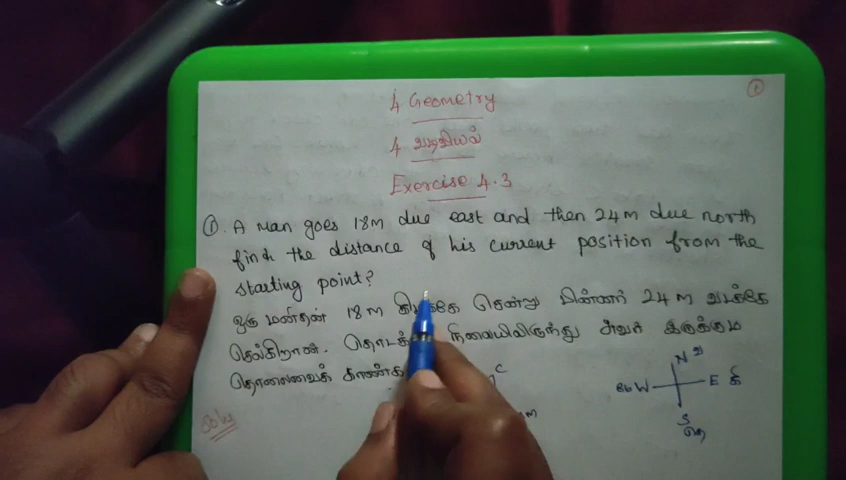 ①
4 Geometry
4 வடிவியல்
Exercise 4.3
①. A Man goes 18m due east and then 24m due north
find the distance of his current position from the
starting point?
ஒரு மனிதன் 18 m கிழக்கே சென்று பின்னர் 24 m வடக்கே
செல்கிறான். தொடக்க நிலையிலிருந்து அவர் இருக்கும்
தொலைவைக் காண்க
C
N வ
W E கி
S
தெ
Soln
m